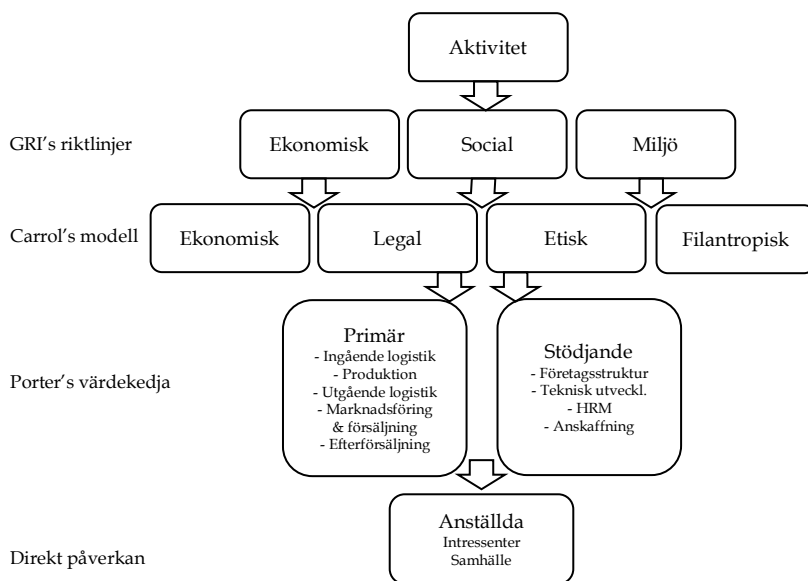 Aktivitet
GRI's riktlinjer
Ekonomisk
Social
Miljö
Carrol's modell
Ekonomisk
Legal
Etisk
Filantropisk
Porter's värdekedja
Primär
- Ingående logistik
- Produktion
- Utgående logistik
- Marknadsföring
& försäljning
- Efterförsäljning
Stödjande
- Företagsstruktur
- Teknisk utveckl.
- HRM
- Anskaffning
Direkt påverkan
Anställda
Intressenter
Samhälle